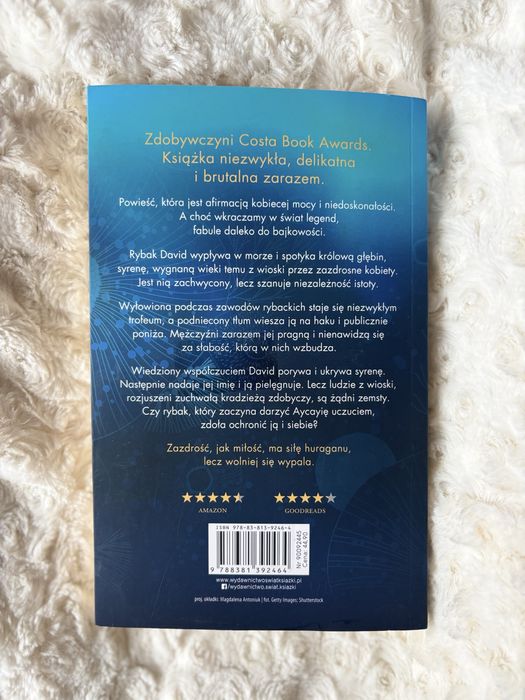 Zdobywczyni Costa Book Awards.
Książka niezwykła, delikatna
i brutalna zarazem.
Powieść, która jest afirmacją kobiecej mocy i niedoskonałości.
A choć wkraczamy w świat legend,
fabule daleko do bajkowości.
Rybak David wypływa w morze i spotyka królową głębin,
syrenę, wygnaną wieki temu z wioski przez zazdrosne kobiety.
Jest nią zachwycony, lecz szanuje niezależność istoty.
Wyłowiona podczas zawodów rybackich staje się niezwykłym
trofeum, a podniecony tłum wiesza ją na haku i publicznie
poniża. Mężczyźni zarazem jej pragną i nienawidzą się
za słabość, którą w nich wzbudza.
Wiedziony współczuciem David porywa i ukrywa syrenę.
Następnie nadaje jej imię i ją pielęgnuje. Lecz ludzie z wioski,
rozjuszeni zuchwałą kradzieżą zdobyczy, są żądni zemsty.
Czy rybak, który zaczyna darzyć Aycayię uczuciem,
zdoła ochronić ją i siebie?
Zazdrość, jak miłość, ma siłę huraganu,
lecz wolniej się wypala.
AMAZON
GOODREADS
ISBN 978-83-813-9246-4
9 788381 392464
Nr 90092445
Cena: 44,90
www.wydawnictwoswiatksiazki.pl
/wydawnictwo.swiat.ksiazki
proj. okładki: Magdalena Antoniuk | fot. Getty Images; Shutterstock